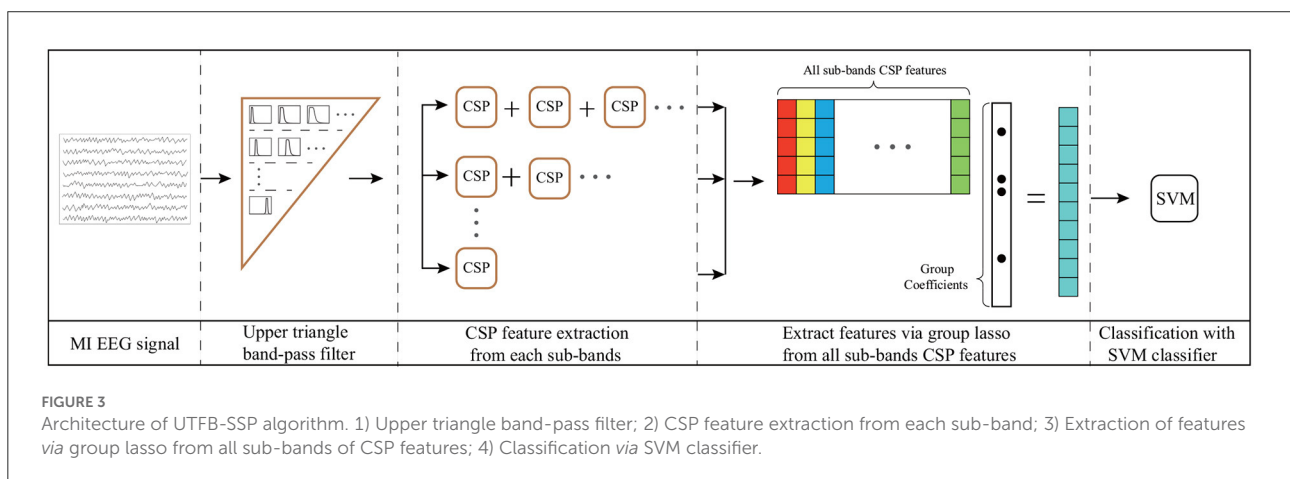 All sub-bands CSP features
CSP + CSP + CSP
CSP + CSP
CSP
=
SVM
Group
Coefficients
MI EEG signal
Upper triangle
band-pass filter
CSP feature extraction
from each sub-bands
Extract features via group lasso
from all sub-bands CSP features
Classification with
SVM classifier
FIGURE 3
Architecture of UTFB-SSP algorithm. 1) Upper triangle band-pass filter; 2) CSP feature extraction from each sub-band; 3) Extraction of features
via group lasso from all sub-bands of CSP features; 4) Classification via SVM classifier.